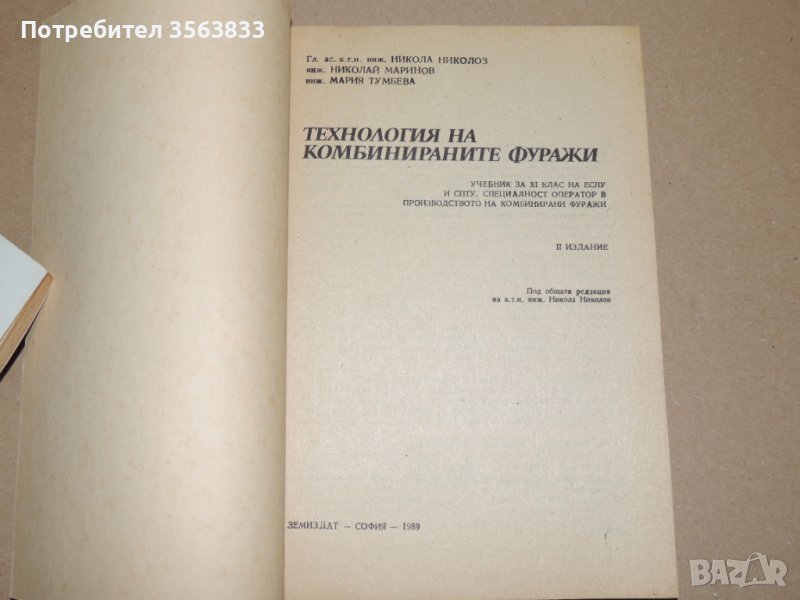 Потребител 3563833
Гл. ас. к.т.н. инж. НИКОЛА НИКОЛОЗ
инж. НИКОЛАЙ МАРИНОВ
инж. МАРИЯ ТУМБЕВА
ТЕХНОЛОГИЯ НА
КОМБИНИРАНИТЕ ФУРАЖИ
УЧЕБНИК ЗА XI КЛАС НА ЕСПУ
И СПТУ, СПЕЦИАЛНОСТ ОПЕРАТОР В
ПРОИЗВОДСТВОТО НА КОМБИНИРАНИ ФУРАЖИ
II ИЗДАНИЕ
Под общата редакция
на к.т.н. инж. Никола Николов
ЗЕМИЗДАТ — СОФИЯ — 1989
BAZAR